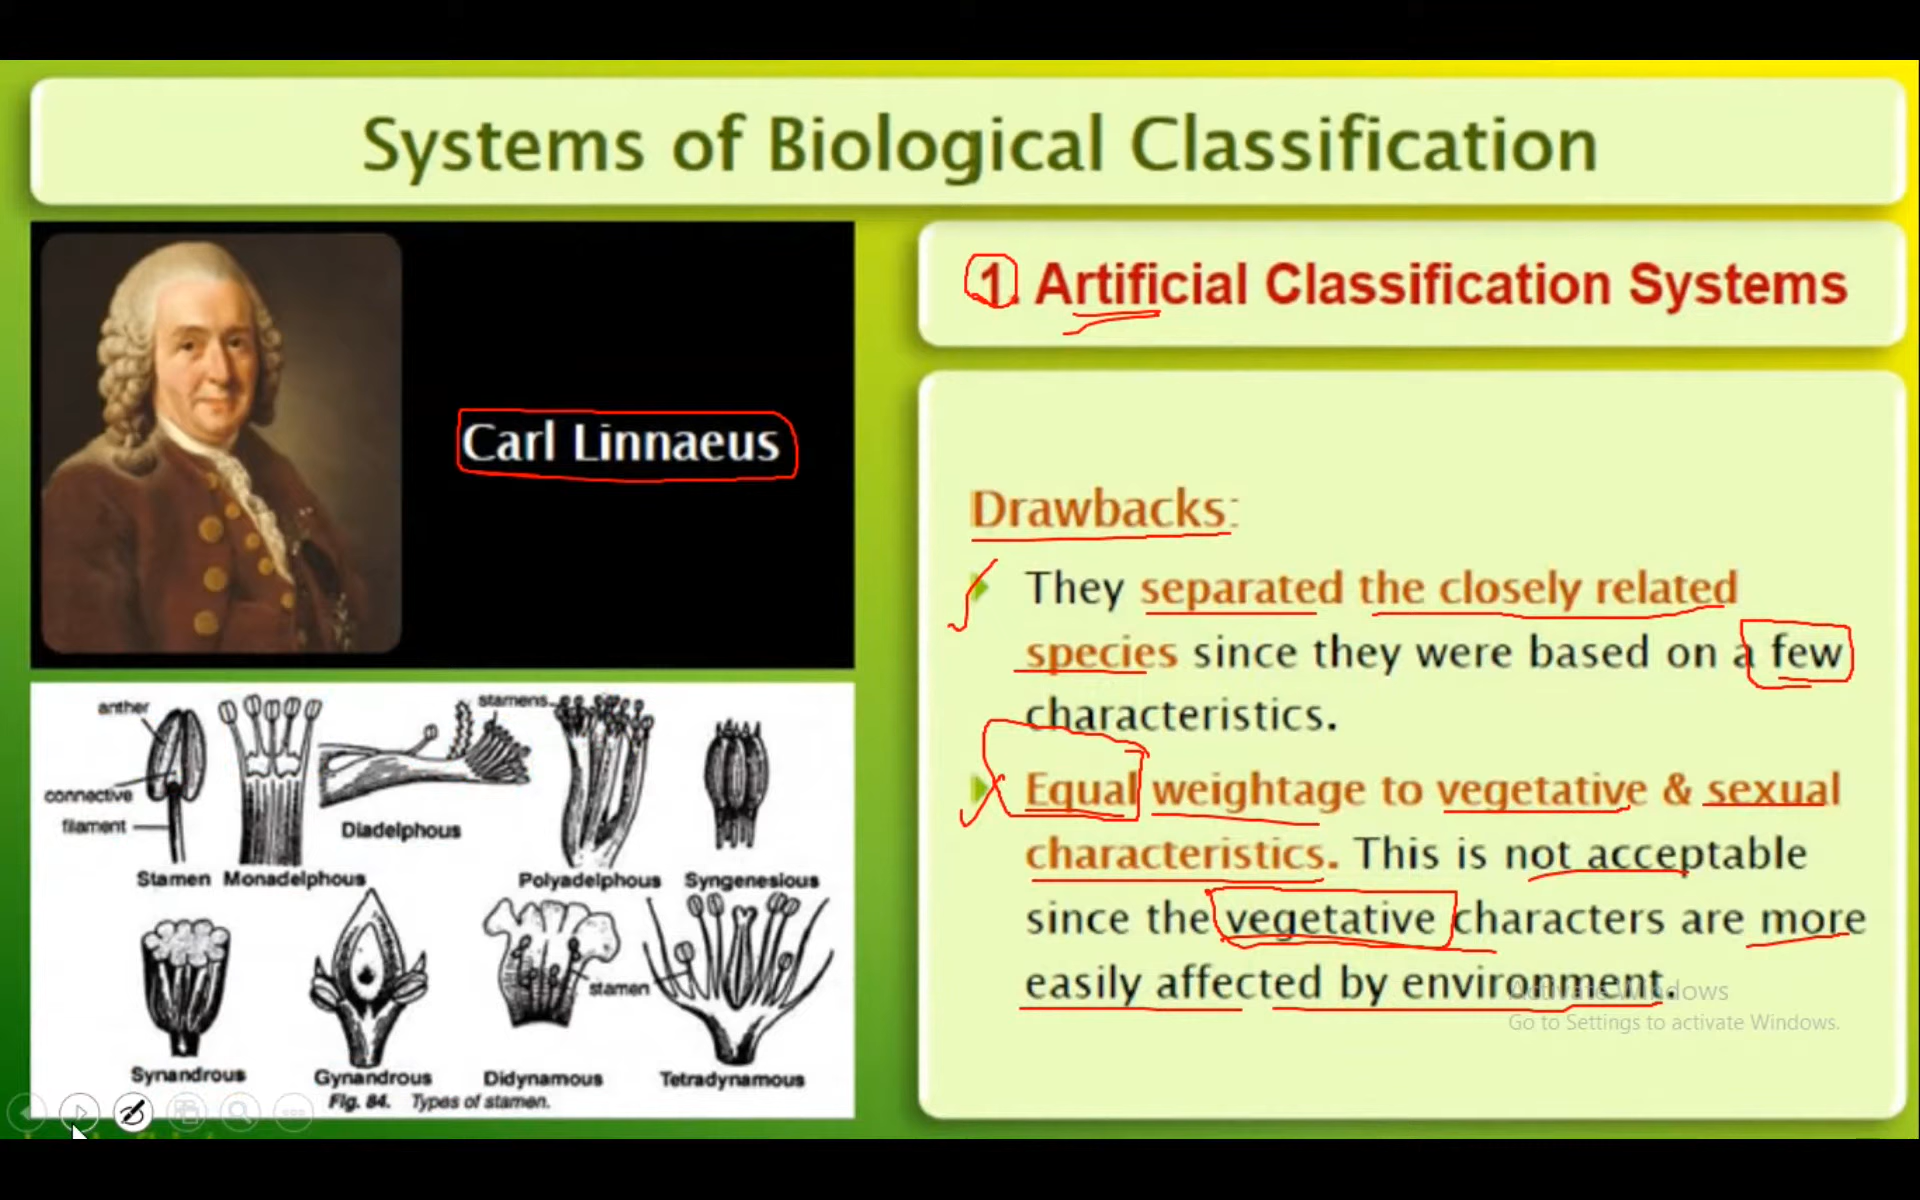 Systems of Biological Classification
Carl Linnaeus
1. Artificial Classification Systems
Drawbacks:
They separated the closely related
species since they were based on a few
characteristics.
Equal weightage to vegetative & sexual
characteristics. This is not acceptable
since the vegetative characters are more
easily affected by environment.
anther
connective
filament
stamens
Diadelphous
Stamen Monadelphous
Polyadelphous Syngenesious
stamen
Synandrous
Gynandrous
Didynamous
Tetradynamous
Fig. 84. Types of stamen.
Activate Windows
Go to Settings to activate Windows.